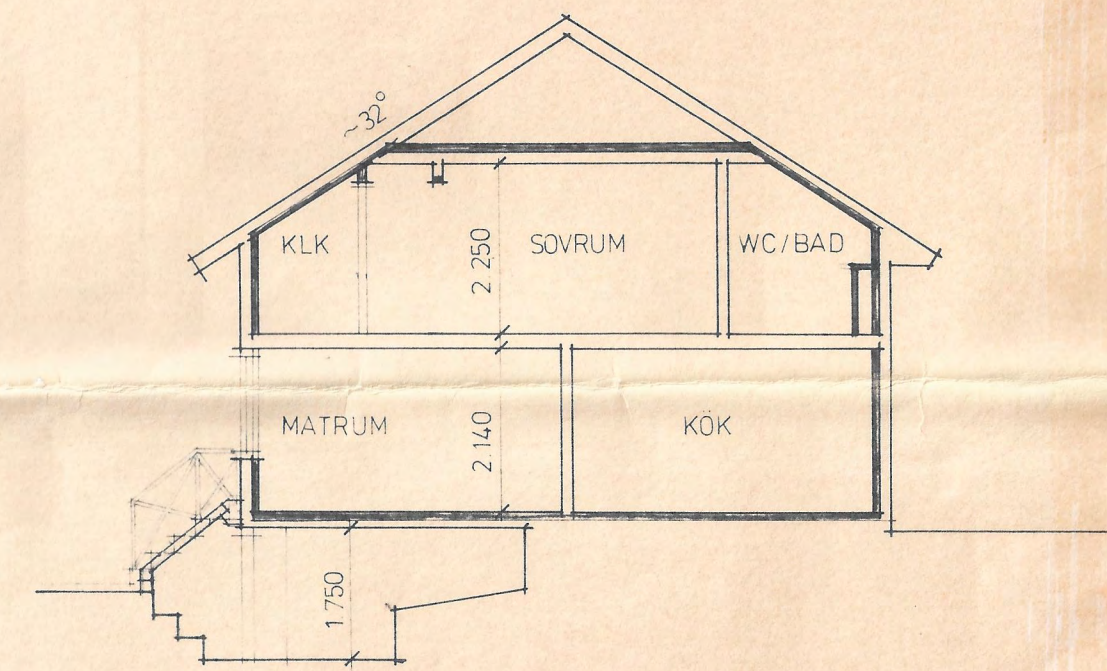 ~32°
KLK
2.250
SOVRUM
WC/BAD
MATRUM
2.140
KÖK
1.750